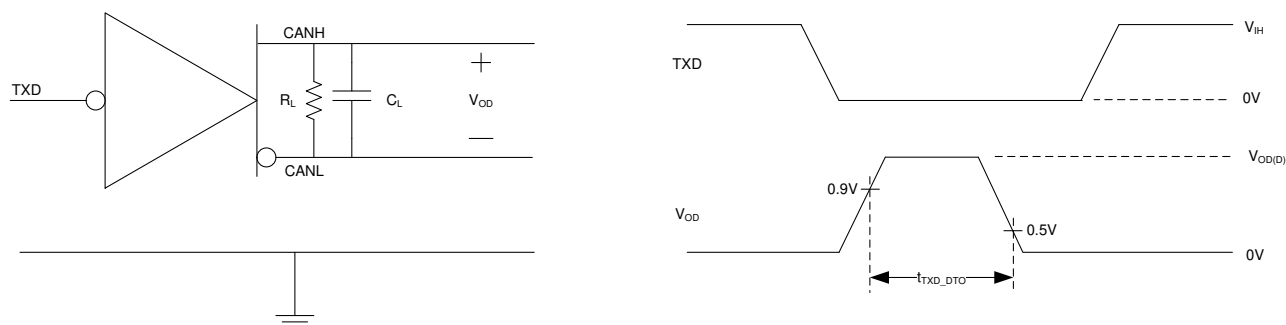 CANH
TXD
R_L
C_L
+
V_OD
—
CANL
TXD
V_IH
0V
V_OD(D)
0.9V
V_OD
0.5V
0V
t_TXD_DTO